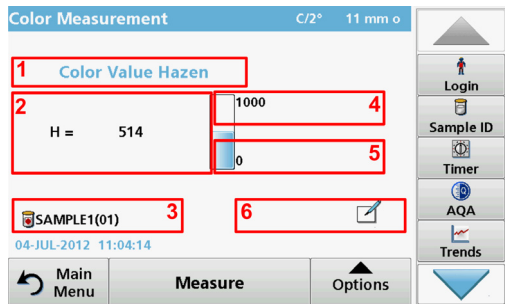 Color Measurement C/2° 11 mm o
1 Color Value Hazen
2 H = 514
1000 4
0 5
SAMPLE1(01) 3
6
04-JUL-2012 11:04:14
Main Menu
Measure
Options
Login
Sample ID
Timer
AQA
Trends